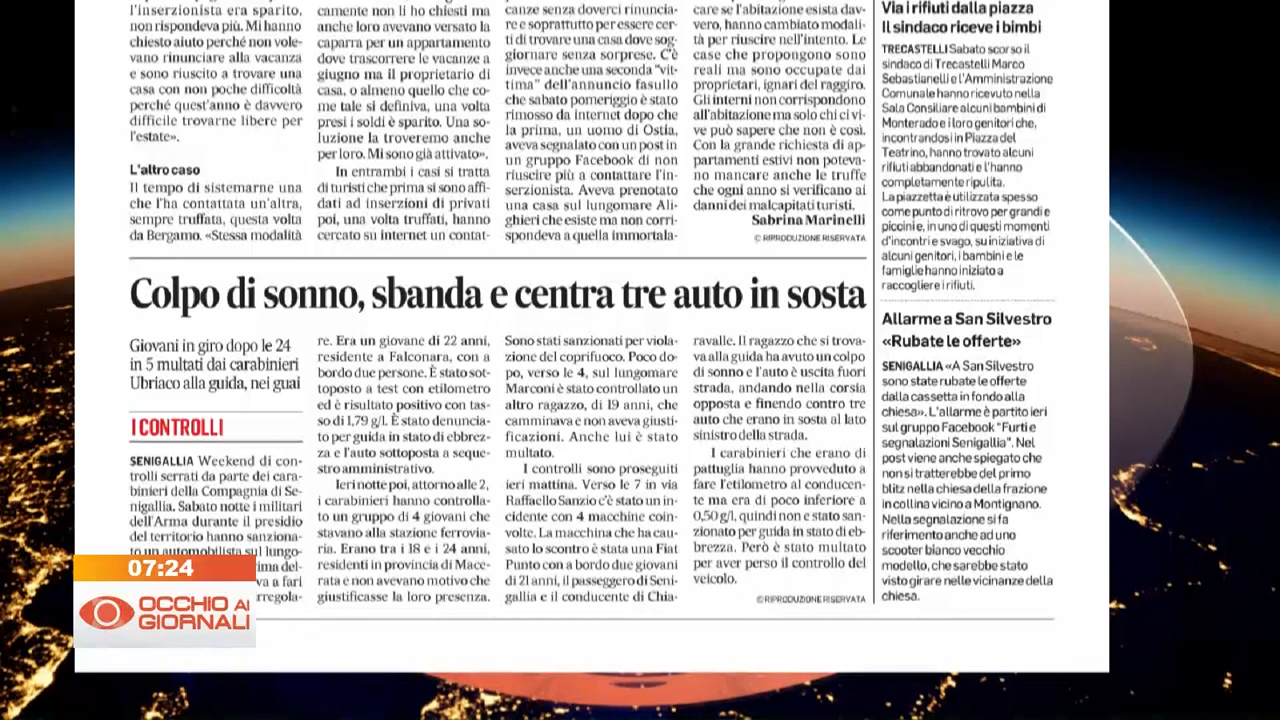 l'inserzionista era sparito,
non rispondeva più. Mi hanno
chiesto aiuto perché non vole-
vano rinunciare alla vacanza
e sono riuscito a trovare una
casa con non poche difficoltà
perché quest'anno è davvero
difficile trovarne libere per
l'estate».
L'altro caso
Il tempo di sistemarne una
che l'ha contattata un'altra,
sempre truffata, questa volta
da Bergamo. «Stessa modalità
camente non li ho chiesti ma
anche loro avevano versato la
caparra per un appartamento
dove trascorrere le vacanze a
giugno ma il proprietario di
casa, o almeno quello che co-
me tale si definiva, una volta
presi i soldi è sparito. Una so-
luzione la troveremo anche
per loro. Mi sono già attivato».
In entrambi i casi si tratta
di turisti che prima si sono affi-
dati ad inserzioni di privati
poi, una volta truffati, hanno
cercato su internet un contat-
canze senza doverci rinuncia-
re e soprattutto per essere cer-
ti di trovare una casa dove sog-
giornare senza sorprese. C'è
invece anche una seconda "vit-
tima" dell'annuncio fasullo
che sabato pomeriggio è stato
rimosso da internet dopo che
la prima, un uomo di Ostia,
aveva segnalato con un post in
un gruppo Facebook di non
riuscire più a contattare l'in-
serzionista. Aveva prenotato
una casa sul lungomare Ali-
ghieri che esiste ma non corri-
spondeva a quella immortala-
care se l'abitazione esista dav-
vero, hanno cambiato modali-
tà per riuscire nell'intento. Le
case che propongono sono
reali ma sono occupate dai
proprietari, ignari del raggiro.
Gli interni non corrispondono
all'abitazione ma solo chi ci vi-
ve può sapere che non è così.
Con la grande richiesta di ap-
partamenti estivi non poteva-
no mancare anche le truffe
che ogni anno si verificano ai
danni dei malcapitati turisti.
Sabrina Marinelli
© RIPRODUZIONE RISERVATA
Via i rifiuti dalla piazza
Il sindaco riceve i bimbi
TRECASTELLI Sabato scorso il
sindaco di Trecastelli Marco
Sebastianelli e l'Amministrazione
Comunale hanno ricevuto nella
Sala Consiliare alcuni bambini di
Monterado e i loro genitori che,
incontrandosi in Piazza del
Teatrino, hanno trovato alcuni
rifiuti abbandonati e l'hanno
completamente ripulita.
La piazzetta è utilizzata spesso
come punto di ritrovo per grandi e
piccini e, in uno di questi momenti
d'incontri e svago, su iniziativa di
alcuni genitori, i bambini e le
famiglie hanno iniziato a
raccogliere i rifiuti.
Colpo di sonno, sbanda e centra tre auto in sosta
Giovani in giro dopo le 24
in 5 multati dai carabinieri
Ubriaco alla guida, nei guai
I CONTROLLI
SENIGALLIA Weekend di con-
trolli serrati da parte dei cara-
binieri della Compagnia di Se-
nigallia. Sabato notte i militari
dell'Arma durante il presidio
del territorio hanno sanziona-
to un automobilista sul lungo-
ima del-
va a fari
rregola-
re. Era un giovane di 22 anni,
residente a Falconara, con a
bordo due persone. È stato sot-
toposto a test con etilometro
ed è risultato positivo con tas-
so di 1,79 g/l. È stato denuncia-
to per guida in stato di ebbrez-
za e l'auto sottoposta a seque-
stro amministrativo.
Ieri notte poi, attorno alle 2,
i carabinieri hanno controlla-
to un gruppo di 4 giovani che
stavano alla stazione ferrovia-
ria. Erano tra i 18 e i 24 anni,
residenti in provincia di Mace-
rata e non avevano motivo che
giustificasse la loro presenza.
Sono stati sanzionati per viola-
zione del coprifuoco. Poco do-
po, verso le 4, sul lungomare
Marconi è stato controllato un
altro ragazzo, di 19 anni, che
camminava e non aveva giusti-
ficazioni. Anche lui è stato
multato.
I controlli sono proseguiti
ieri mattina. Verso le 7 in via
Raffaello Sanzio c'è stato un in-
cidente con 4 macchine coin-
volte. La macchina che ha cau-
sato lo scontro è stata una Fiat
Punto con a bordo due giovani
di 21 anni, il passeggero di Seni-
gallia e il conducente di Chia-
ravalle. Il ragazzo che si trova-
va alla guida ha avuto un colpo
di sonno e l'auto è uscita fuori
strada, andando nella corsia
opposta e finendo contro tre
auto che erano in sosta al lato
sinistro della strada.
I carabinieri che erano di
pattuglia hanno provveduto a
fare l'etilometro al conducen-
te ma era di poco inferiore a
0,50 g/l, quindi non e stato san-
zionato per guida in stato di eb-
brezza. Però è stato multato
per aver perso il controllo del
veicolo.
© RIPRODUZIONE RISERVATA
Allarme a San Silvestro
«Rubate le offerte»
SENIGALLIA «A San Silvestro
sono state rubate le offerte
dalla cassetta in fondo alla
chiesa». L'allarme è partito ieri
sul gruppo Facebook "Furti e
segnalazioni Senigallia". Nel
post viene anche spiegato che
non si tratterebbe del primo
blitz nella chiesa della frazione
in collina vicino a Montignano.
Nella segnalazione si fa
riferimento anche ad uno
scooter bianco vecchio
modello, che sarebbe stato
visto girare nelle vicinanze della
chiesa.
07:24
OCCHIO AI
GIORNALI